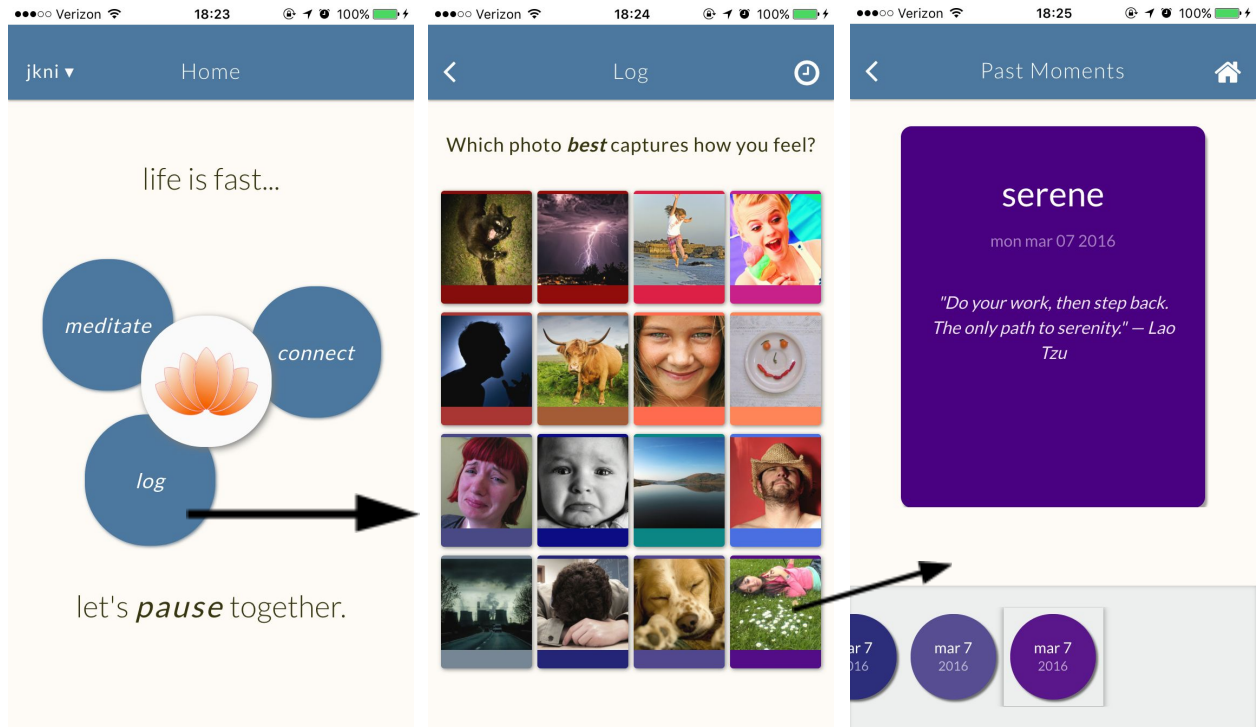 Verizon 18:23 100%
jkni ▾ Home
life is fast...
meditate
connect
log
let's pause together.
Verizon 18:24 100%
Log
Which photo best captures how you feel?
Verizon 18:25 100%
Past Moments
serene
mon mar 07 2016
"Do your work, then step back.
The only path to serenity." — Lao
Tzu
ar 7
016
mar 7
2016
mar 7
2016